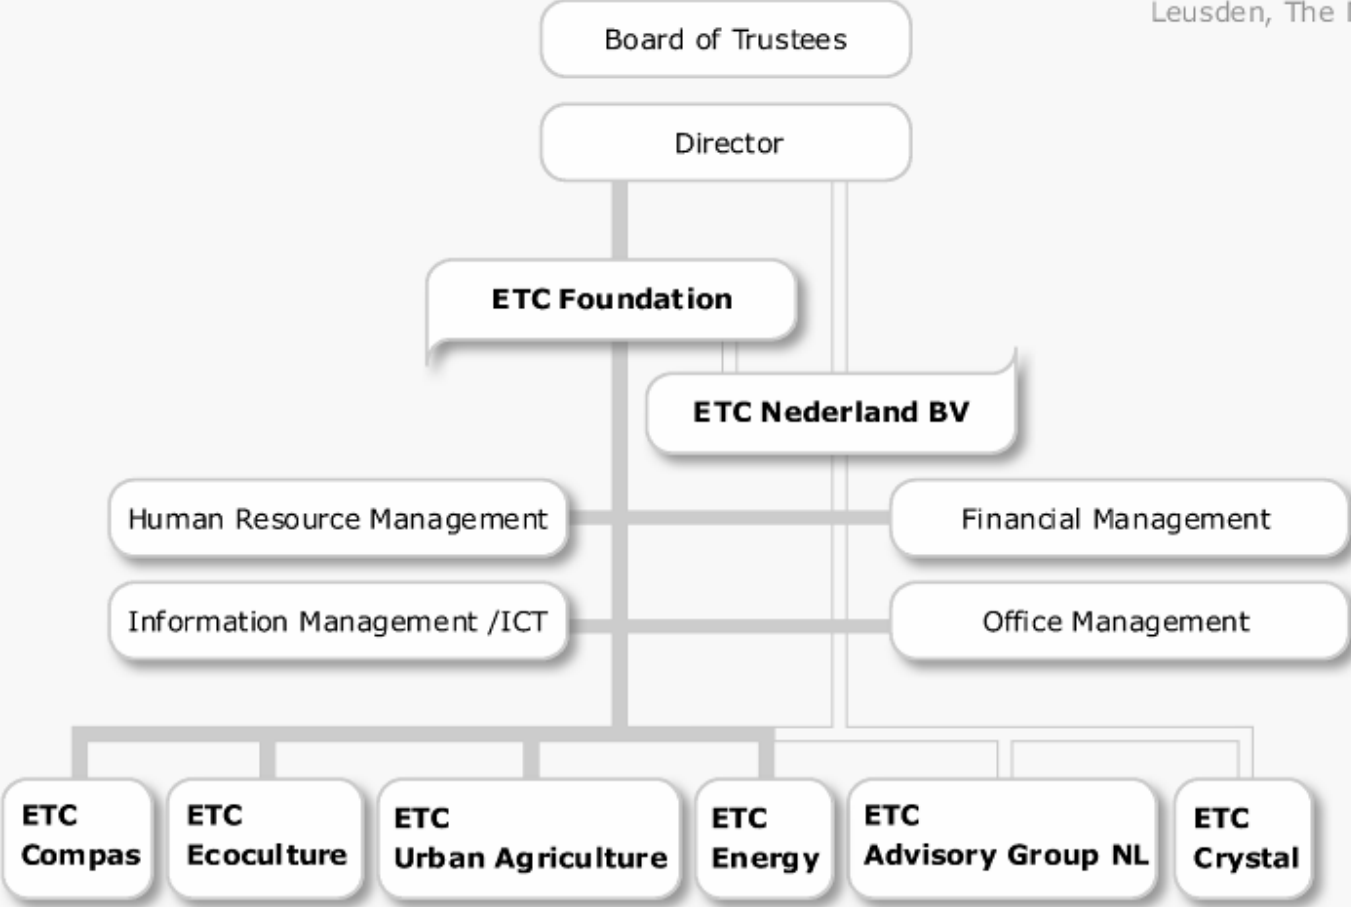 Leusden, The
Board of Trustees
Director
ETC Foundation
ETC Nederland BV
Human Resource Management
Financial Management
Information Management /ICT
Office Management
ETC
Compas
ETC
Ecoculture
ETC
Urban Agriculture
ETC
Energy
ETC
Advisory Group NL
ETC
Crystal